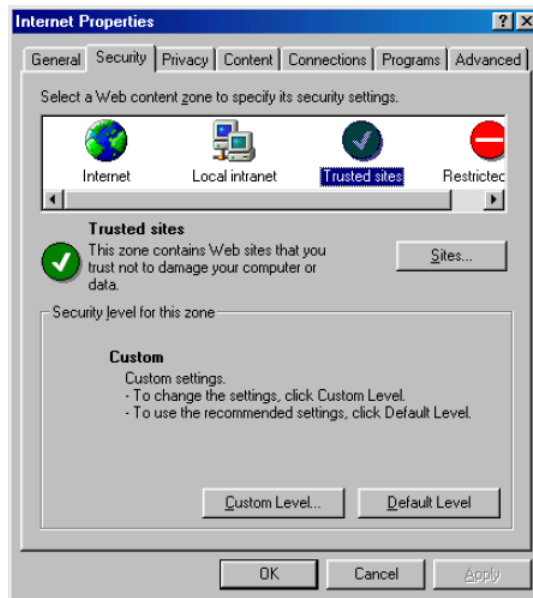 Internet Properties
General Security Privacy Content Connections Programs Advanced
Select a Web content zone to specify its security settings.
Internet Local intranet Trusted sites Restricted
Trusted sites
This zone contains Web sites that you
trust not to damage your computer or
data.
Sites...
Security level for this zone
Custom
Custom settings.
- To change the settings, click Custom Level.
- To use the recommended settings, click Default Level.
Custom Level... Default Level
OK Cancel Apply